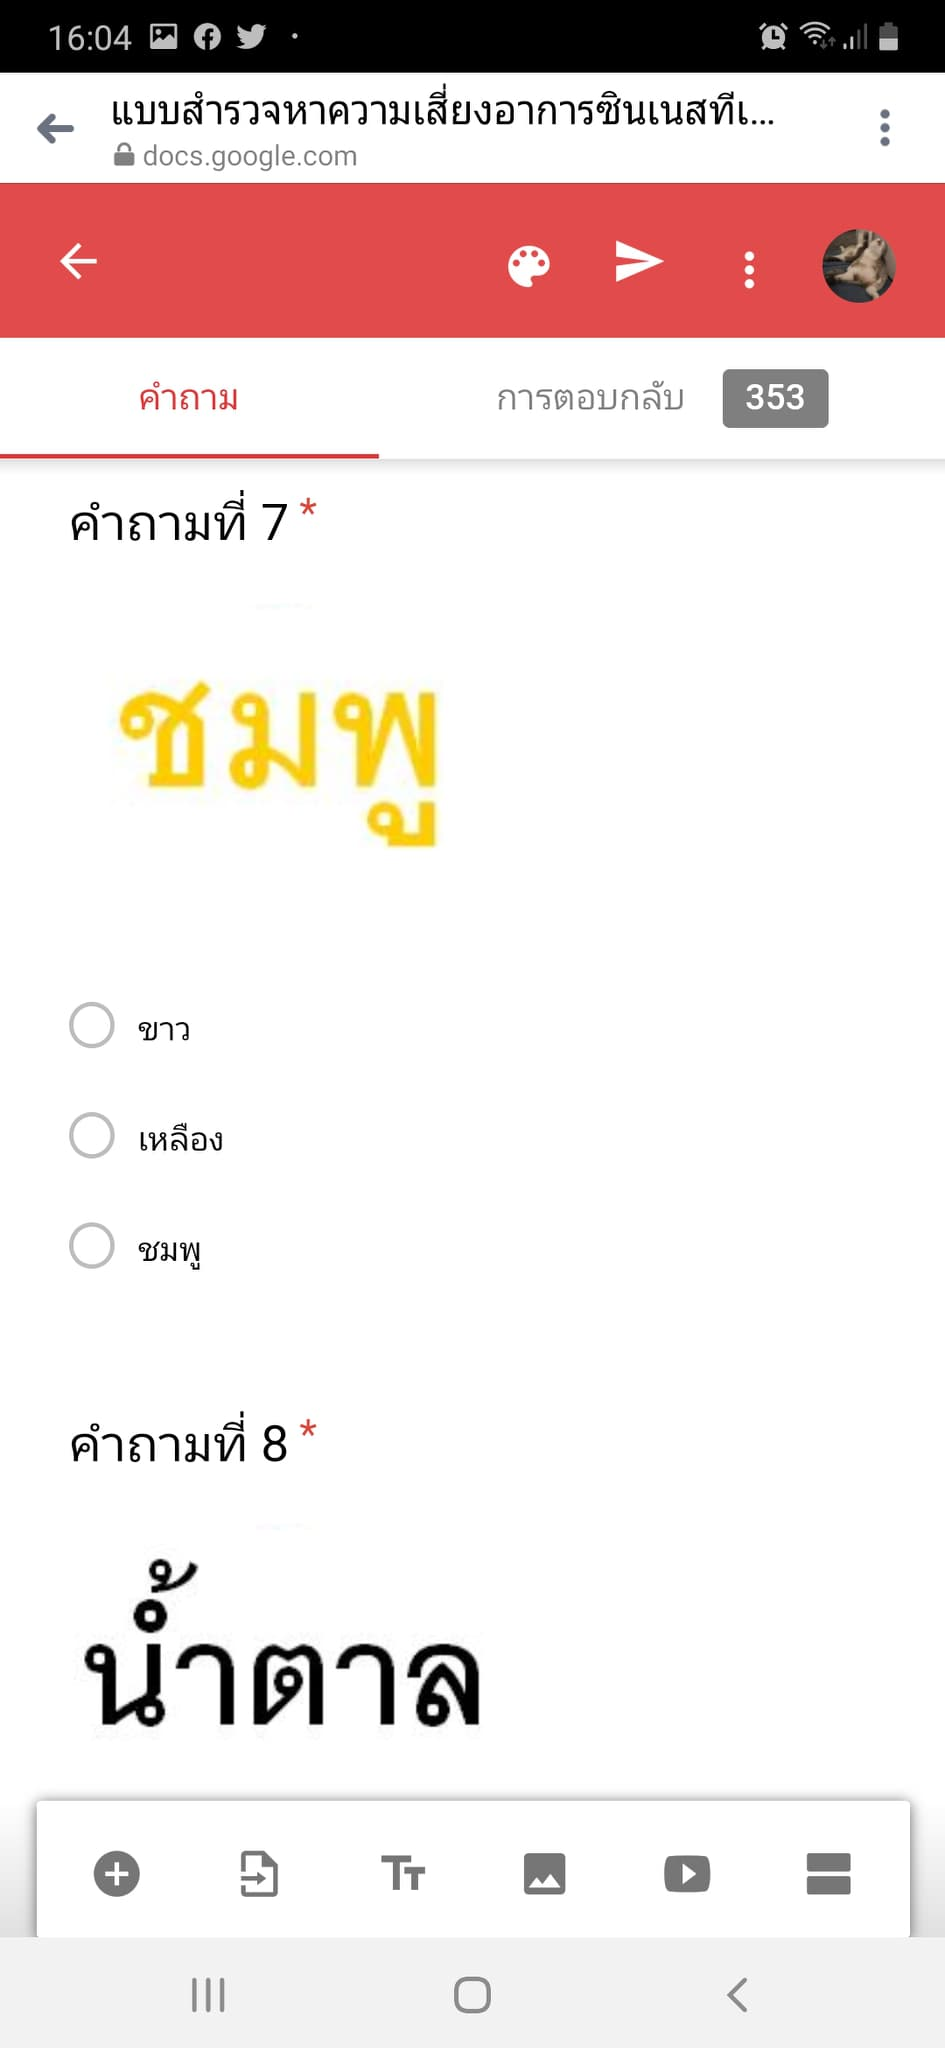 16:04
แบบสำรวจหาความเสี่ยงอาการซินเนสทีเ...
docs.google.com
คำถาม
การตอบกลับ 353
คำถามที่ 7 *
ชมพู
ขาว
เหลือง
ชมพู
คำถามที่ 8 *
น้ำตาล
TT